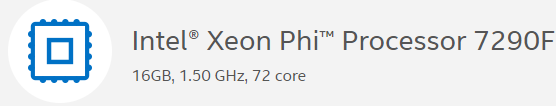 Intel® Xeon Phi™ Processor 7290F
16GB, 1.50 GHz, 72 core